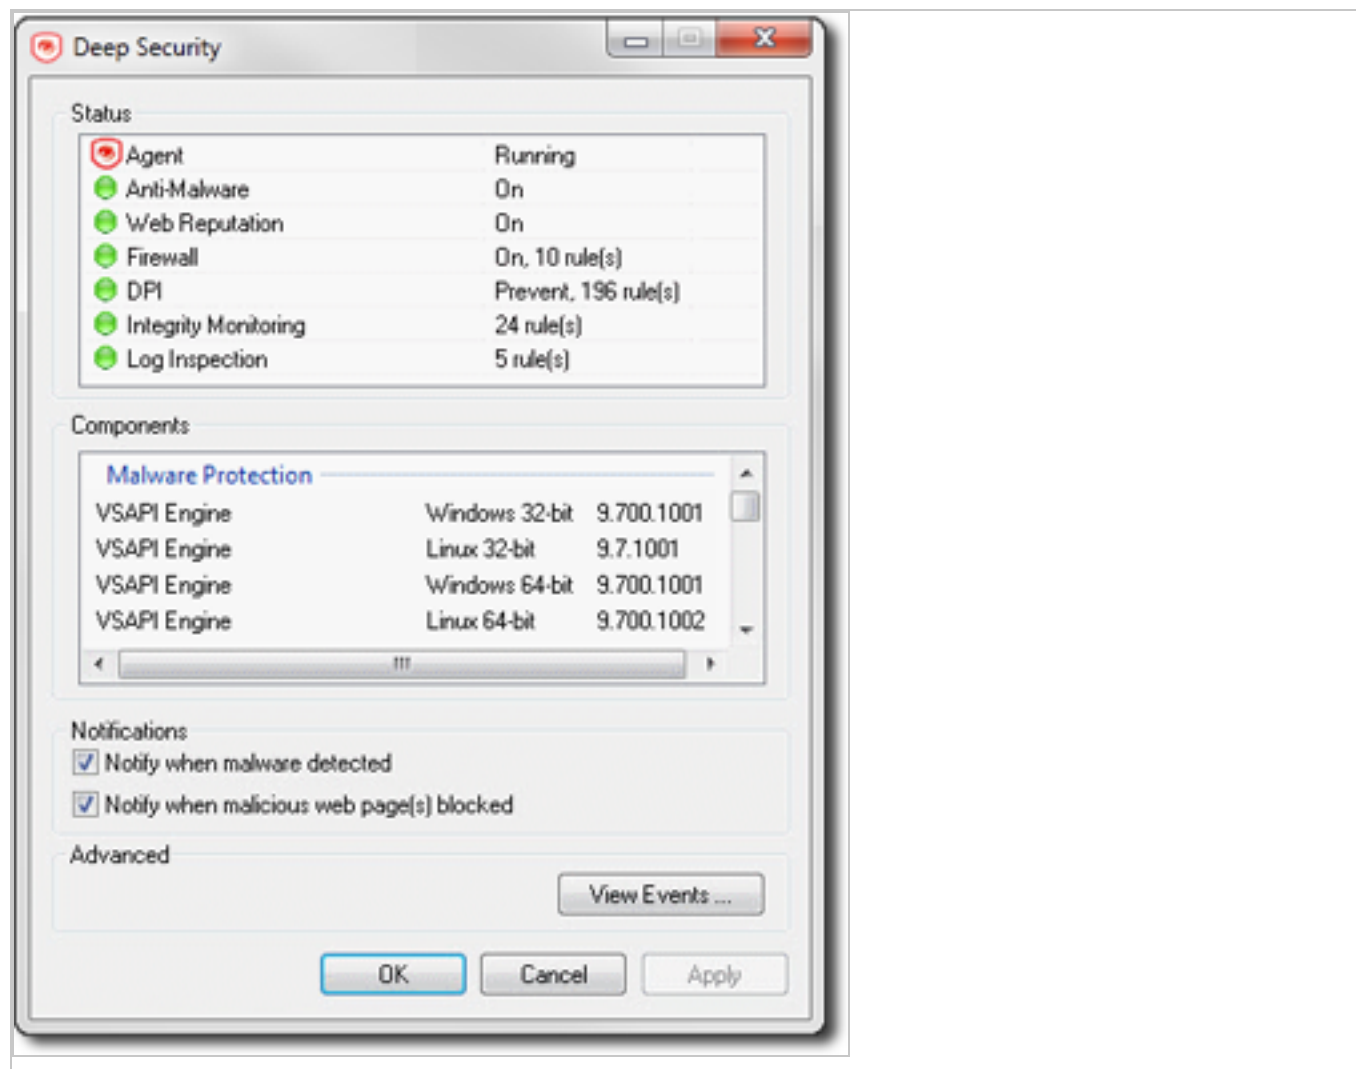 Deep Security
Status
Agent Running
Anti-Malware On
Web Reputation On
Firewall On, 10 rule(s)
DPI Prevent, 196 rule(s)
Integrity Monitoring 24 rule(s)
Log Inspection 5 rule(s)
Components
Malware Protection
VSAPI Engine Windows 32-bit 9.700.1001
VSAPI Engine Linux 32-bit 9.7.1001
VSAPI Engine Windows 64-bit 9.700.1001
VSAPI Engine Linux 64-bit 9.700.1002
Notifications
Notify when malware detected
Notify when malicious web page(s) blocked
Advanced
View Events ...
OK Cancel Apply